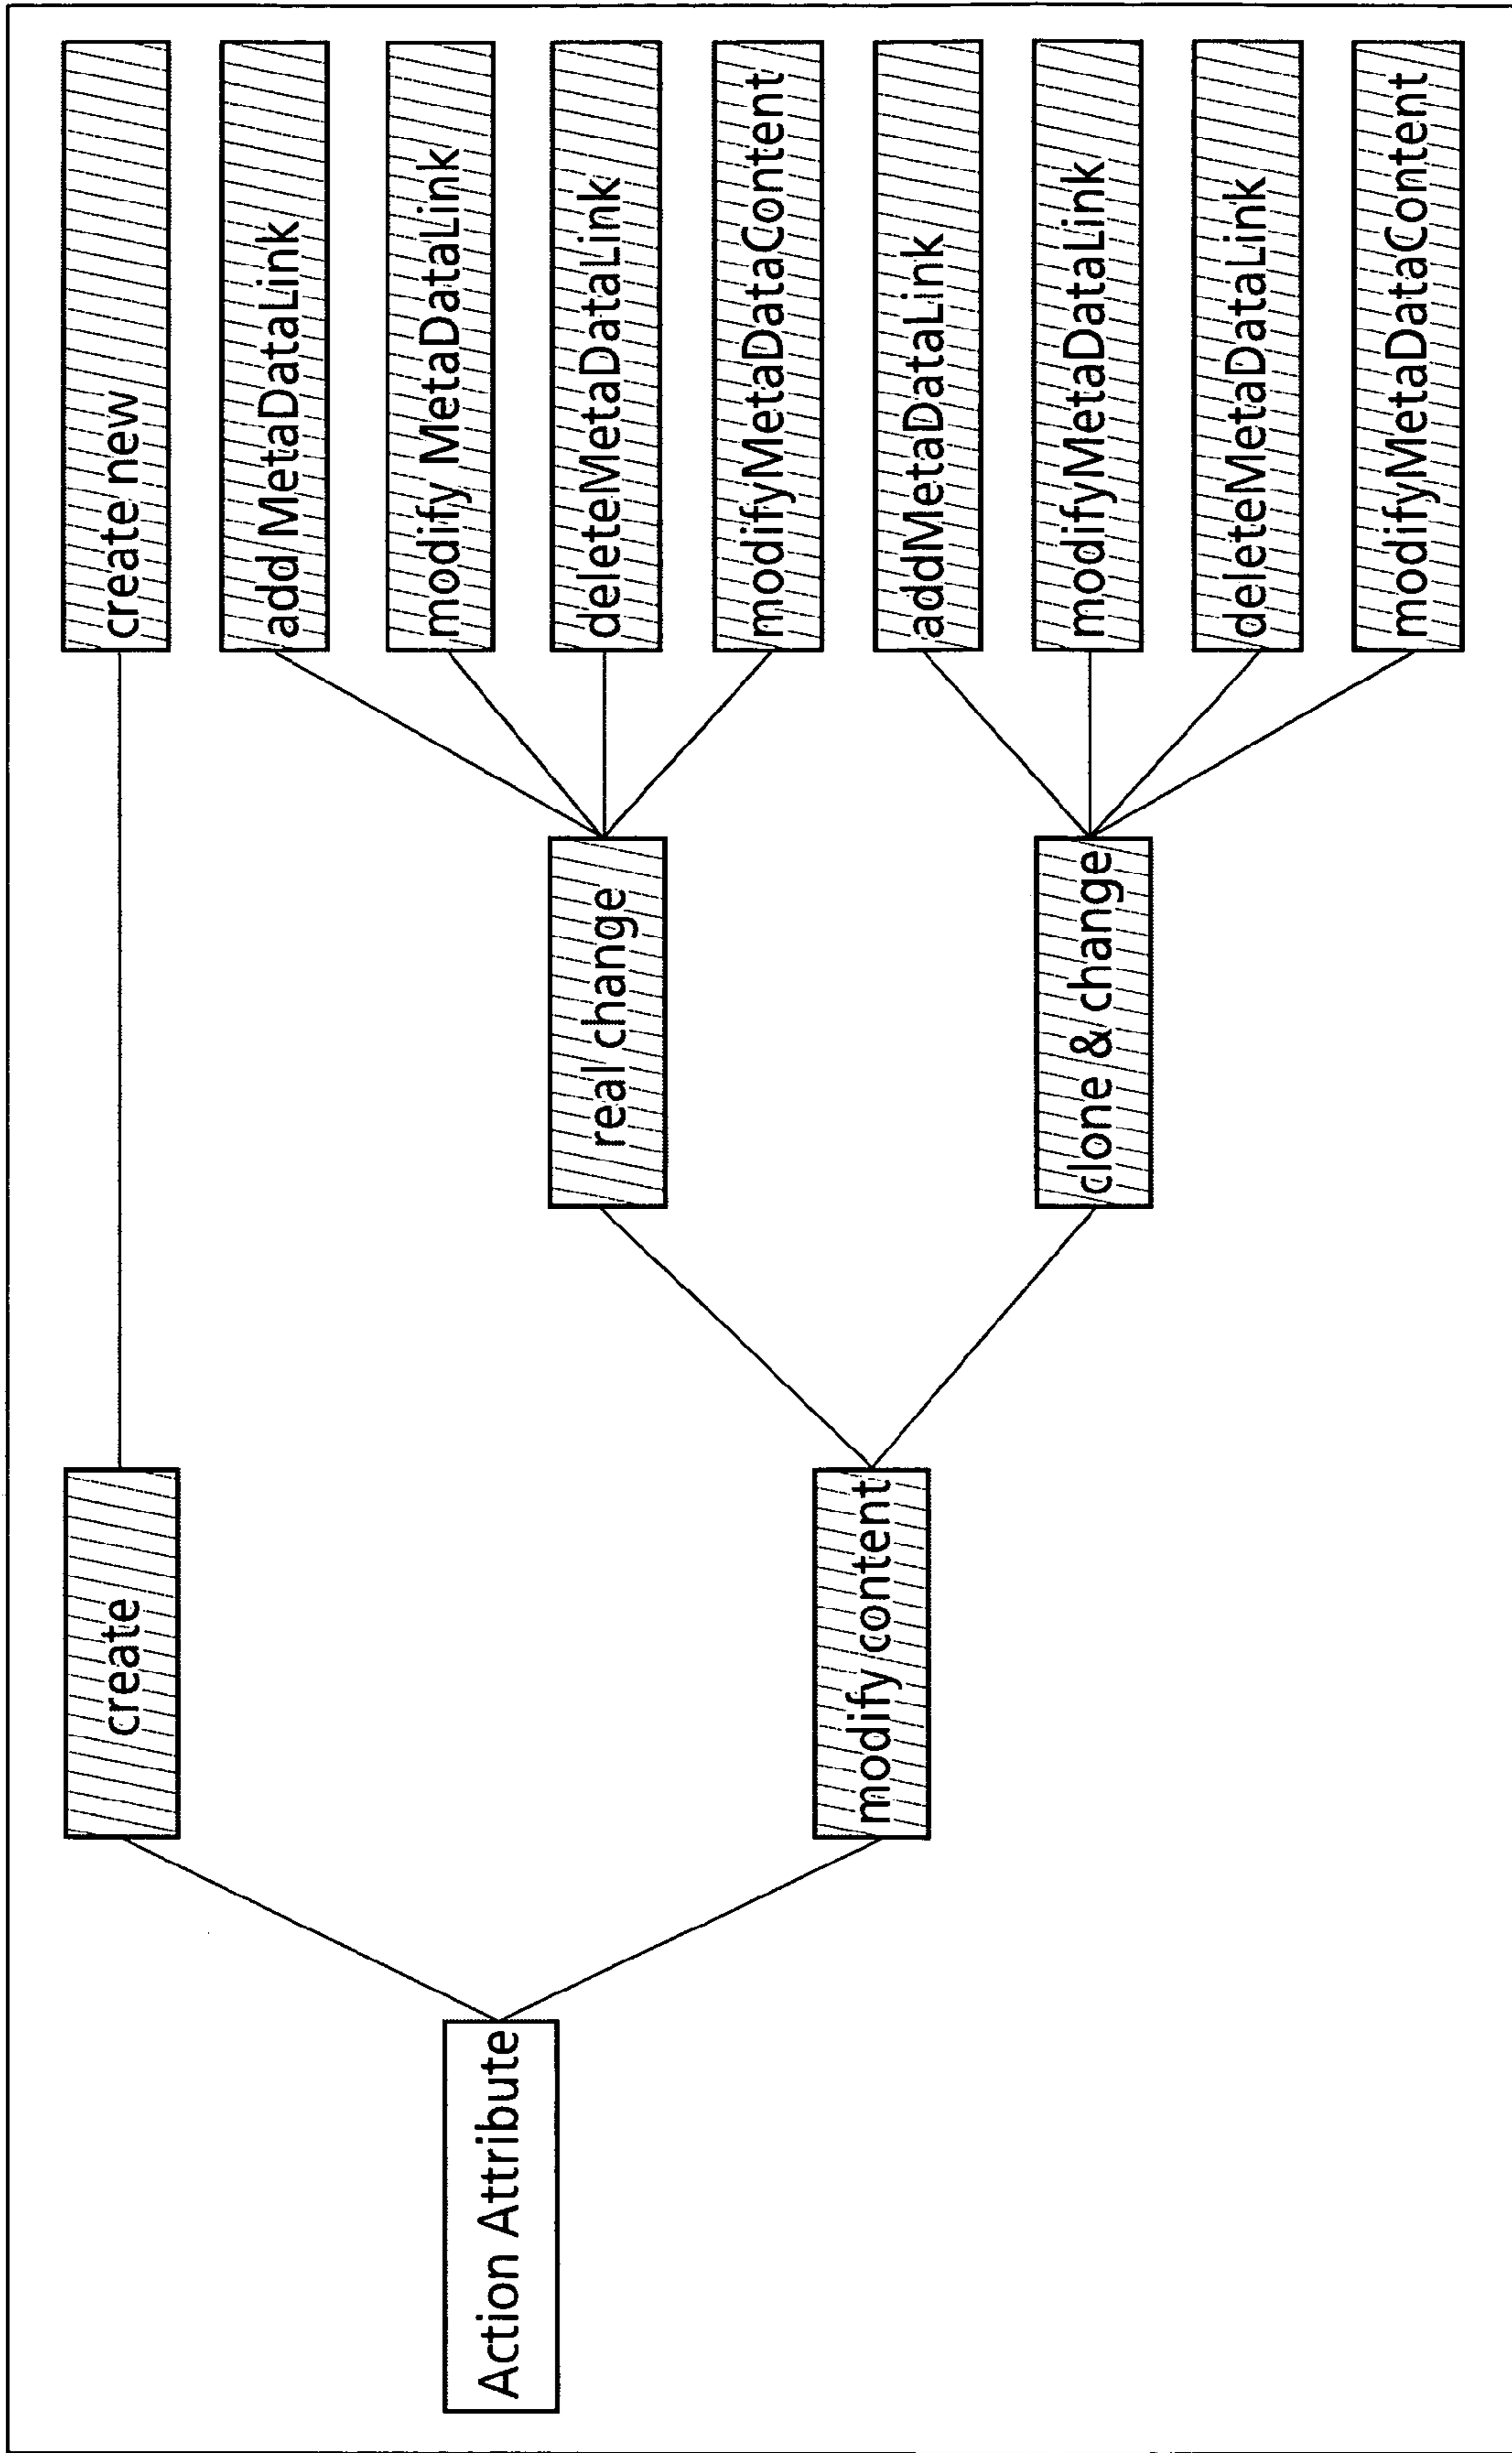 Action Attribute
create
modify content
real change
clone & change
create new
add MetaDataLink
modify MetaDataLink
deleteMetaDataLink
modifyMetaDataContent
addMetaDataLink
modifyMetaDataLink
deleteMetaDataLink
modifyMetaDataContent